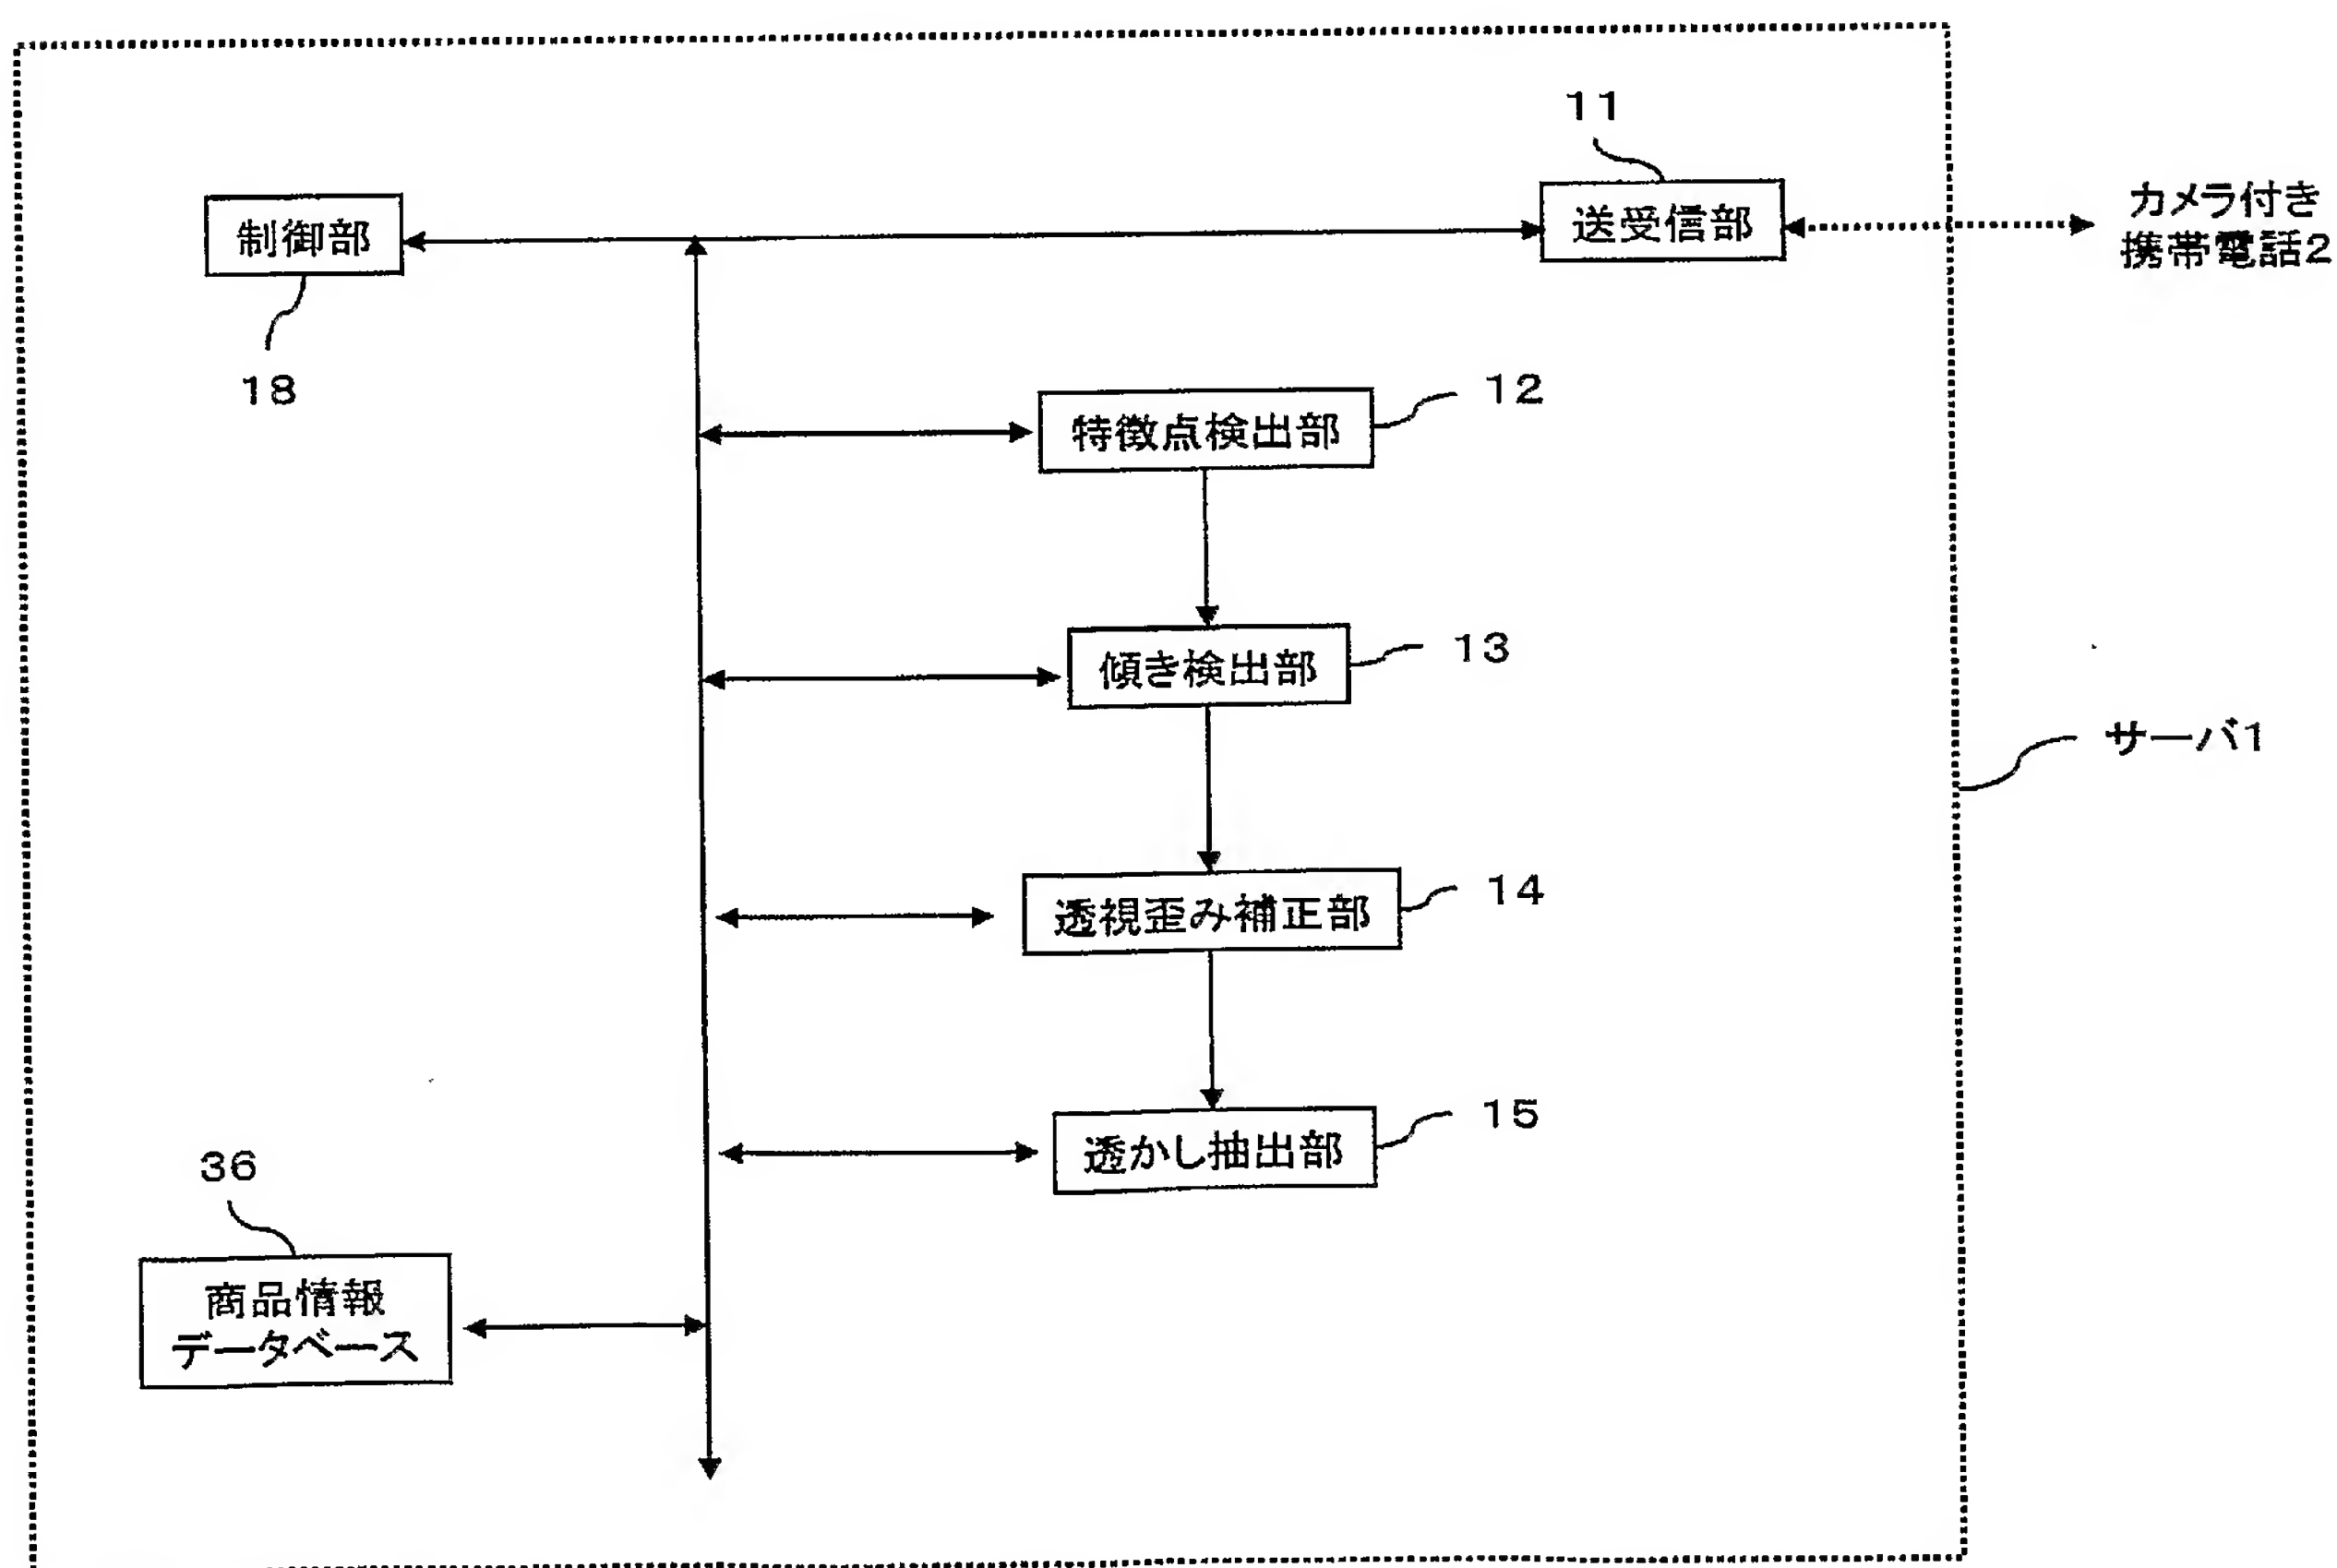 11
制御部
送受信部
カメラ付き
携帯電話2
18
12
特徴点検出部
13
傾き検出部
サーバ1
14
透視歪み補正部
15
透かし抽出部
36
商品情報
データベース